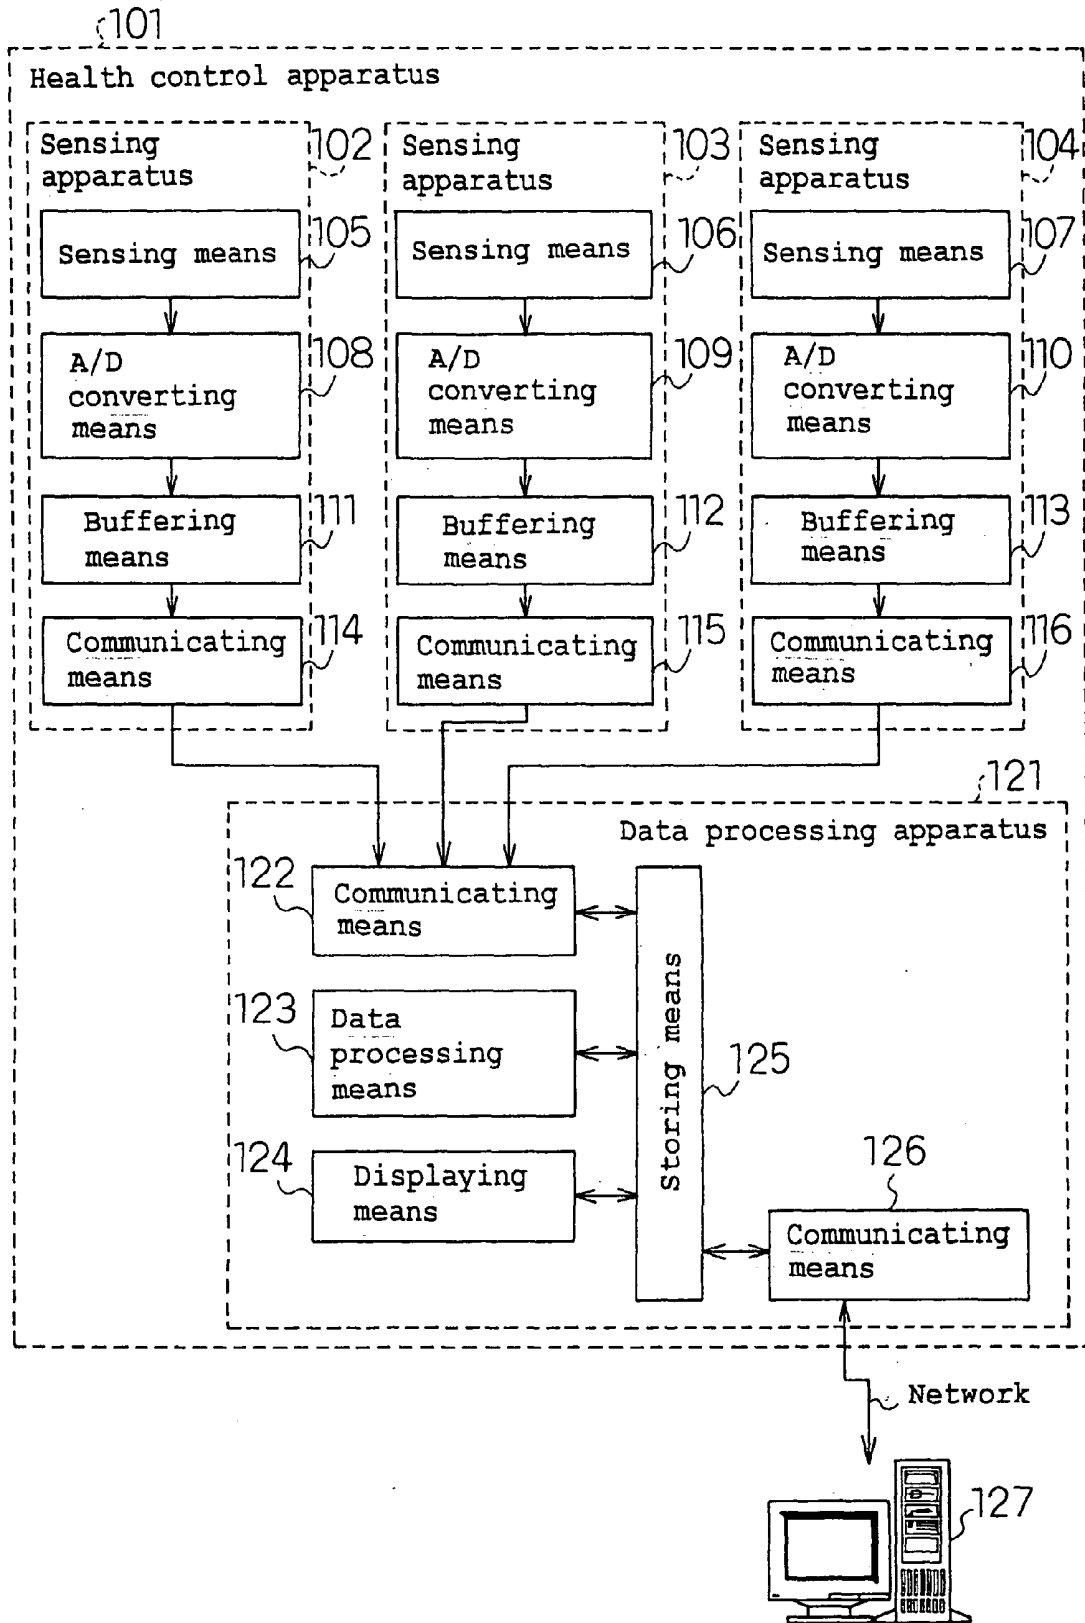 101
Health control apparatus
Sensing
apparatus
102
Sensing means
105
A/D
converting
means
108
Buffering
means
111
Communicating
means
114
Sensing
apparatus
103
Sensing means
106
A/D
converting
means
109
Buffering
means
112
Communicating
means
115
Sensing
apparatus
104
Sensing means
107
A/D
converting
means
110
Buffering
means
113
Communicating
means
116
121
Data processing apparatus
122
Communicating
means
123
Data
processing
means
124
Displaying
means
Storing means
125
126
Communicating
means
Network
127